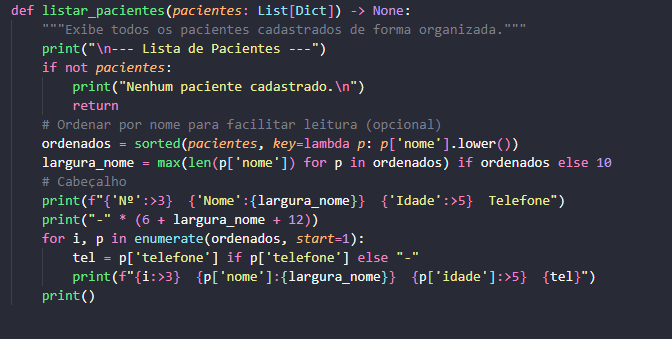 def listar_pacientes(pacientes: List[Dict]) -> None:
    """Exibe todos os pacientes cadastrados de forma organizada."""
    print("\n--- Lista de Pacientes ---")
    if not pacientes:
        print("Nenhum paciente cadastrado.\n")
        return
    # Ordenar por nome para facilitar leitura (opcional)
    ordenados = sorted(pacientes, key=lambda p: p['nome'].lower())
    largura_nome = max(len(p['nome']) for p in ordenados) if ordenados else 10
    # Cabeçalho
    print(f"{'Nº':>3}  {'Nome':{largura_nome}}  {'Idade':>5}  Telefone")
    print("-" * (6 + largura_nome + 12))
    for i, p in enumerate(ordenados, start=1):
        tel = p['telefone'] if p['telefone'] else "-"
        print(f"{i:>3}  {p['nome']:{largura_nome}}  {p['idade']:>5}  {tel}")
    print()